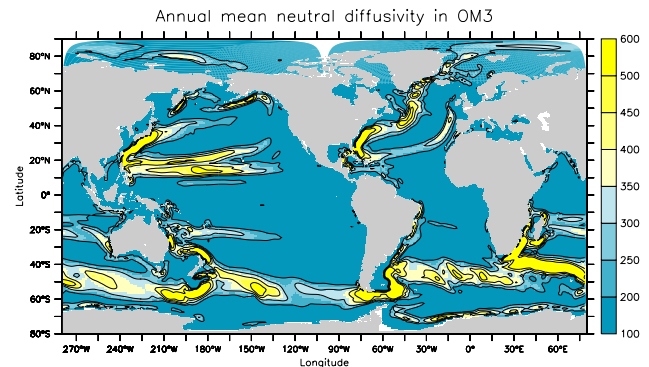 Annual mean neutral diffusivity in OM3
80°N
60°N
40°N
20°N
0°
20°S
40°S
60°S
80°S
Latitude
270°W 240°W 210°W 180°W 150°W 120°W 90°W 60°W 30°W 0° 30°E 60°E
Longitude
600
500
450
400
350
300
250
200
100